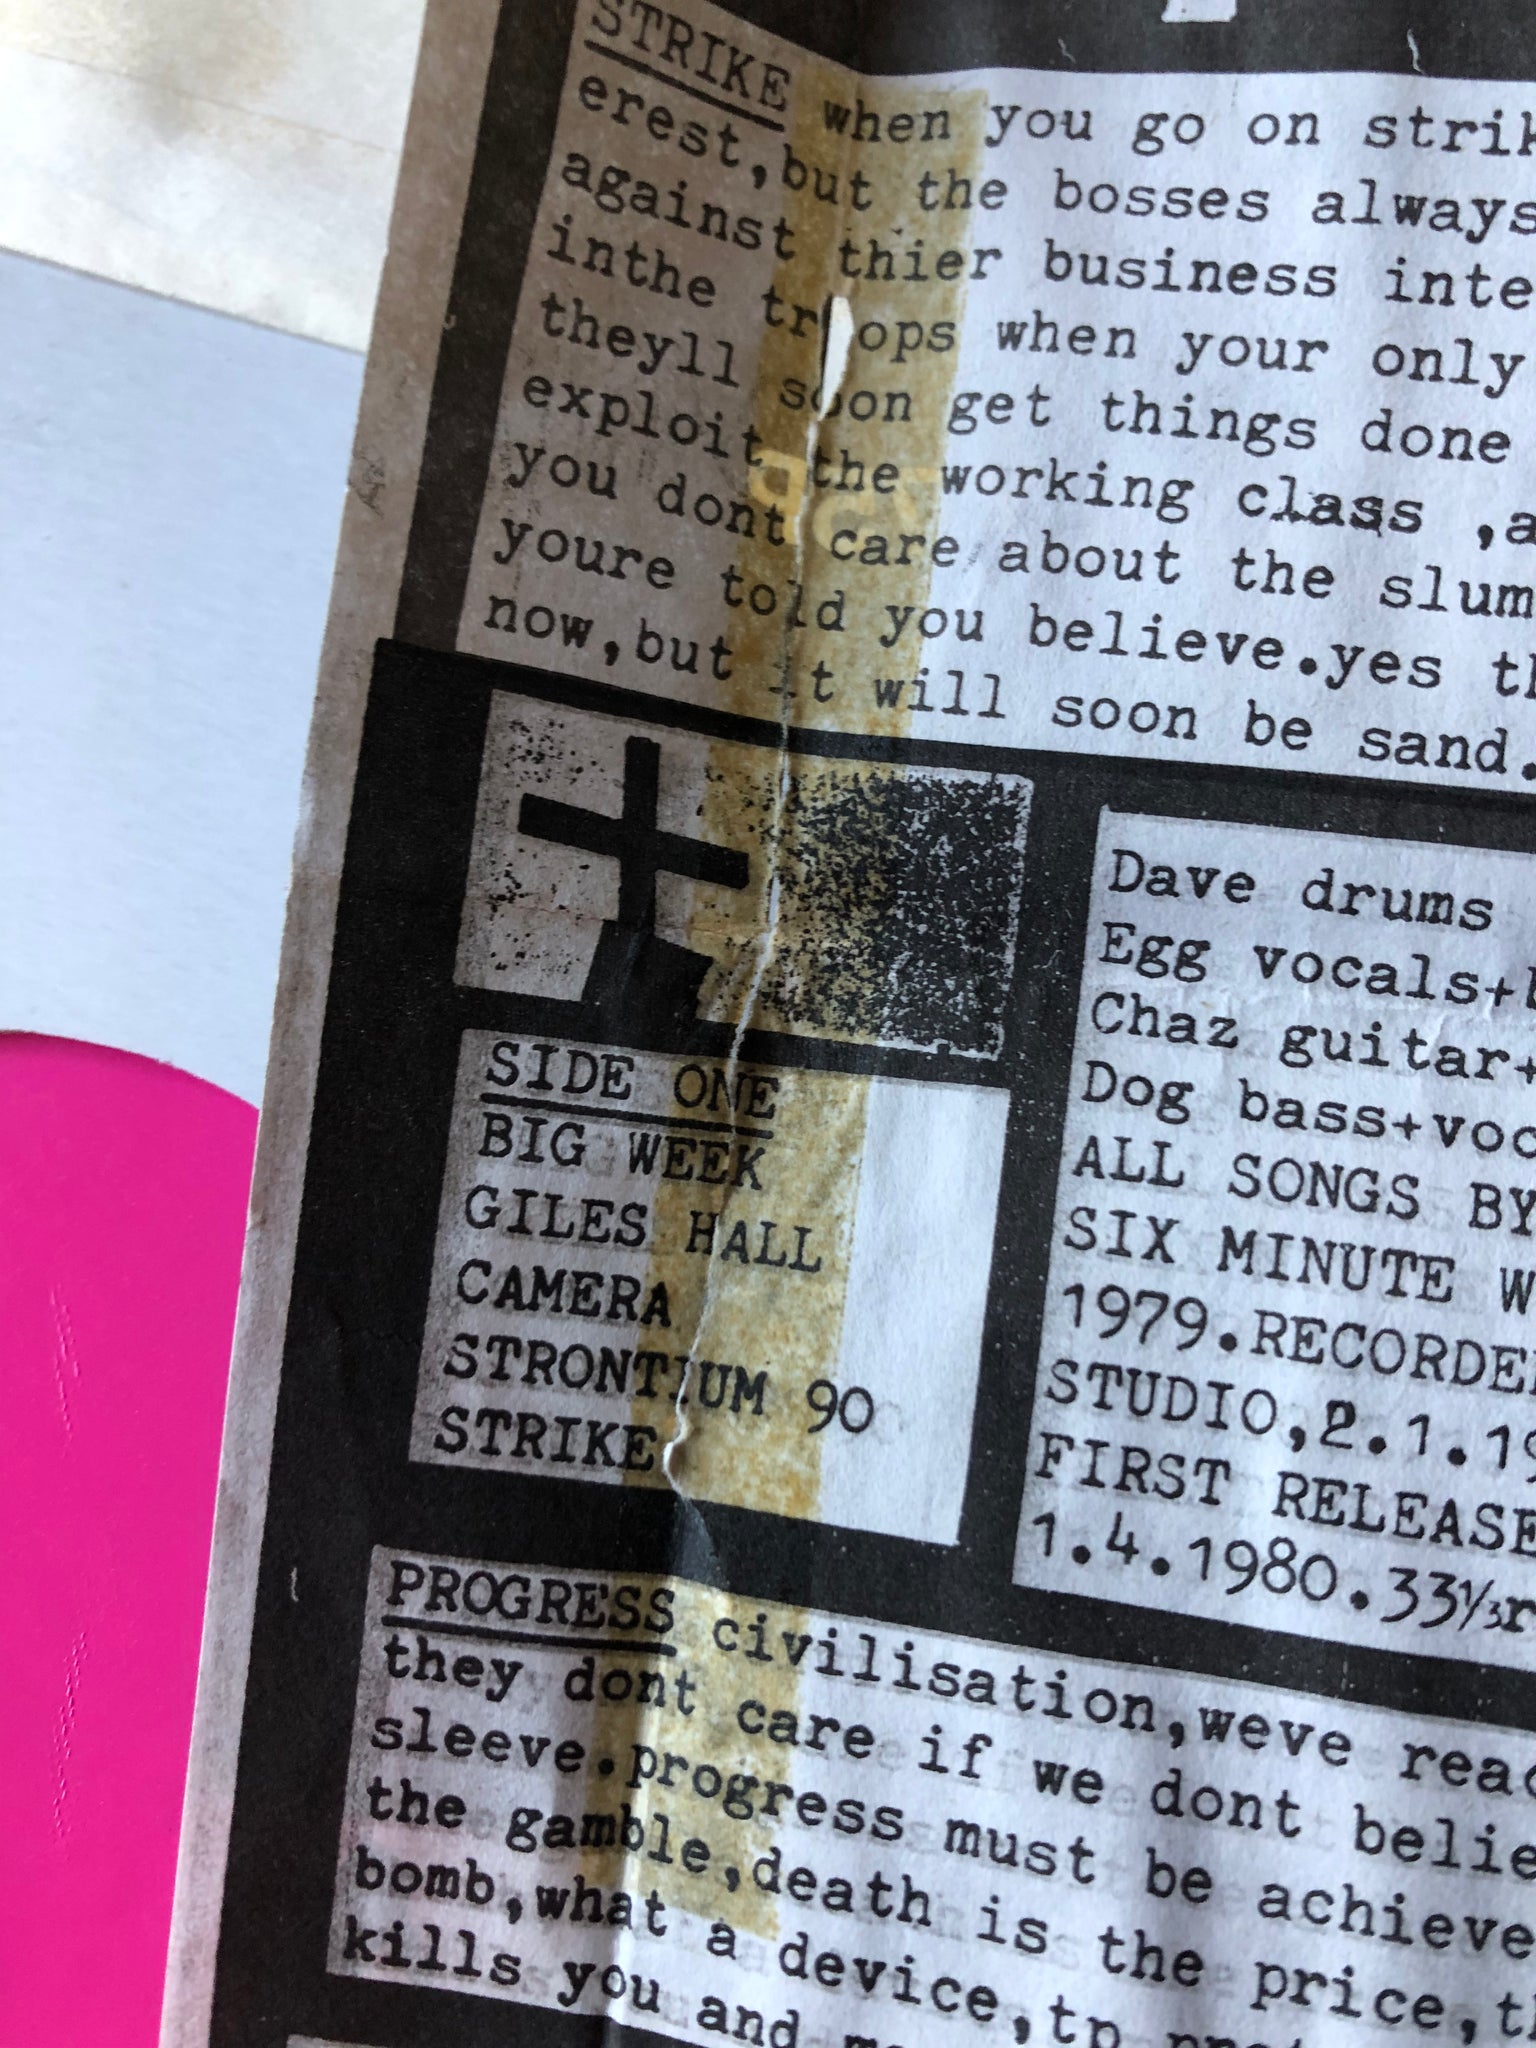 STRIKE when you go on strik
erest,but the bosses always
against thier business inte
inthe troops when your only
theyll soon get things done
exploit the working class ,a
you dont care about the slum
youre told you believe.yes th
now,but it will soon be sand.
Dave drums
Egg vocals+
Chaz guitar+
Dog bass+voc
ALL SONGS BY
SIX MINUTE W
1979.RECORDE
STUDIO,2.1.19
FIRST RELEASE
1.4.1980.33⅓r
SIDE ONE
BIG WEEK
GILES HALL
CAMERA
STRONTIUM 90
STRIKE
PROGRESS civilisation,weve reac
they dont care if we dont belie
sleeve.progress must be achieve
the gamble,death is the price,th
bomb,what a device,tp
kills you and